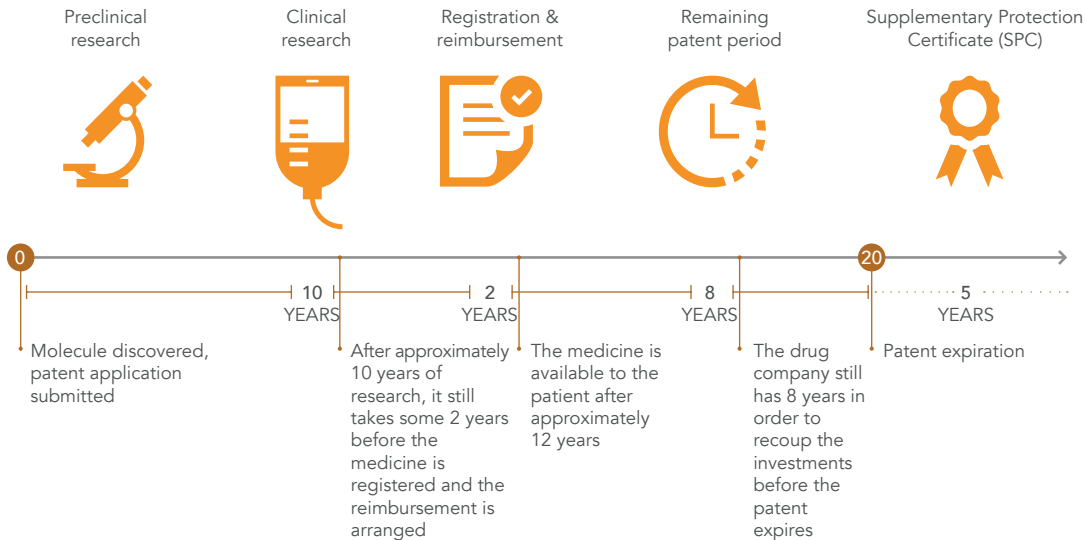 Preclinical
research
Clinical
research
Registration &
reimbursement
Remaining
patent period
Supplementary Protection
Certificate (SPC)
0
20
10
YEARS
2
YEARS
8
YEARS
5
YEARS
Molecule discovered,
patent application
submitted
After approximately
10 years of
research, it still
takes some 2 years
before the
medicine is
registered and the
reimbursement is
arranged
The medicine is
available to the
patient after
approximately
12 years
The drug
company still
has 8 years in
order to
recoup the
investments
before the
patent
expires
Patent expiration